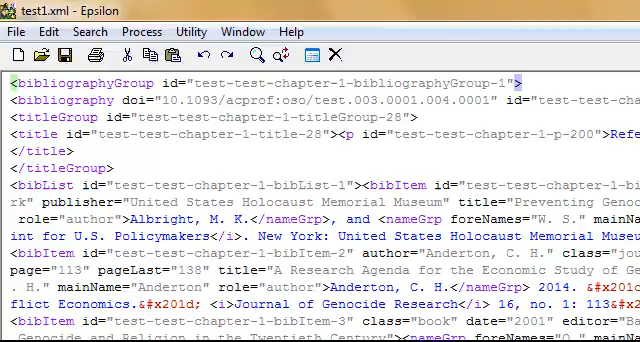 test1.xml - Epsilon
File Edit Search Process Utility Window Help
<bibliographyGroup id="test-test-chapter-1-bibliographyGroup-1">
<bibliography doi="10.1093/acprof:oso/test.003.0001.004.0001" id="test-test-cha
<titleGroup id="test-test-chapter-1-titleGroup-28">
<title id="test-test-chapter-1-title-28"><p id="test-test-chapter-1-p-200">Refe
</title>
</titleGroup>
<bibList id="test-test-chapter-1-bibList-1"><bibItem id="test-test-chapter-1-bi
rk" publisher="United States Holocaust Memorial Museum" title="Preventing Genoc
role="author">Albright, M. K.</nameGrp>, and <nameGrp foreNames="W. S." mainNa
int for U.S. Policymakers</i>. New York: United States Holocaust Memorial Museu
<bibItem id="test-test-chapter-1-bibItem-2" author="Anderton, C. H." class="jou
page="113" pageLast="138" title="A Research Agenda for the Economic Study of Ge
. H." mainName="Anderton" role="author">Anderton, C. H.</nameGrp> 2014. &#x201c
flict Economics.&#x201d; <i>Journal of Genocide Research</i> 16, no. 1: 113&#x2
<bibItem id="test-test-chapter-1-bibItem-3" class="book" date="2001" editor="Ba
Genocide and Religion in the Twentieth Century"><nameGrp foreNames="O." mainNam